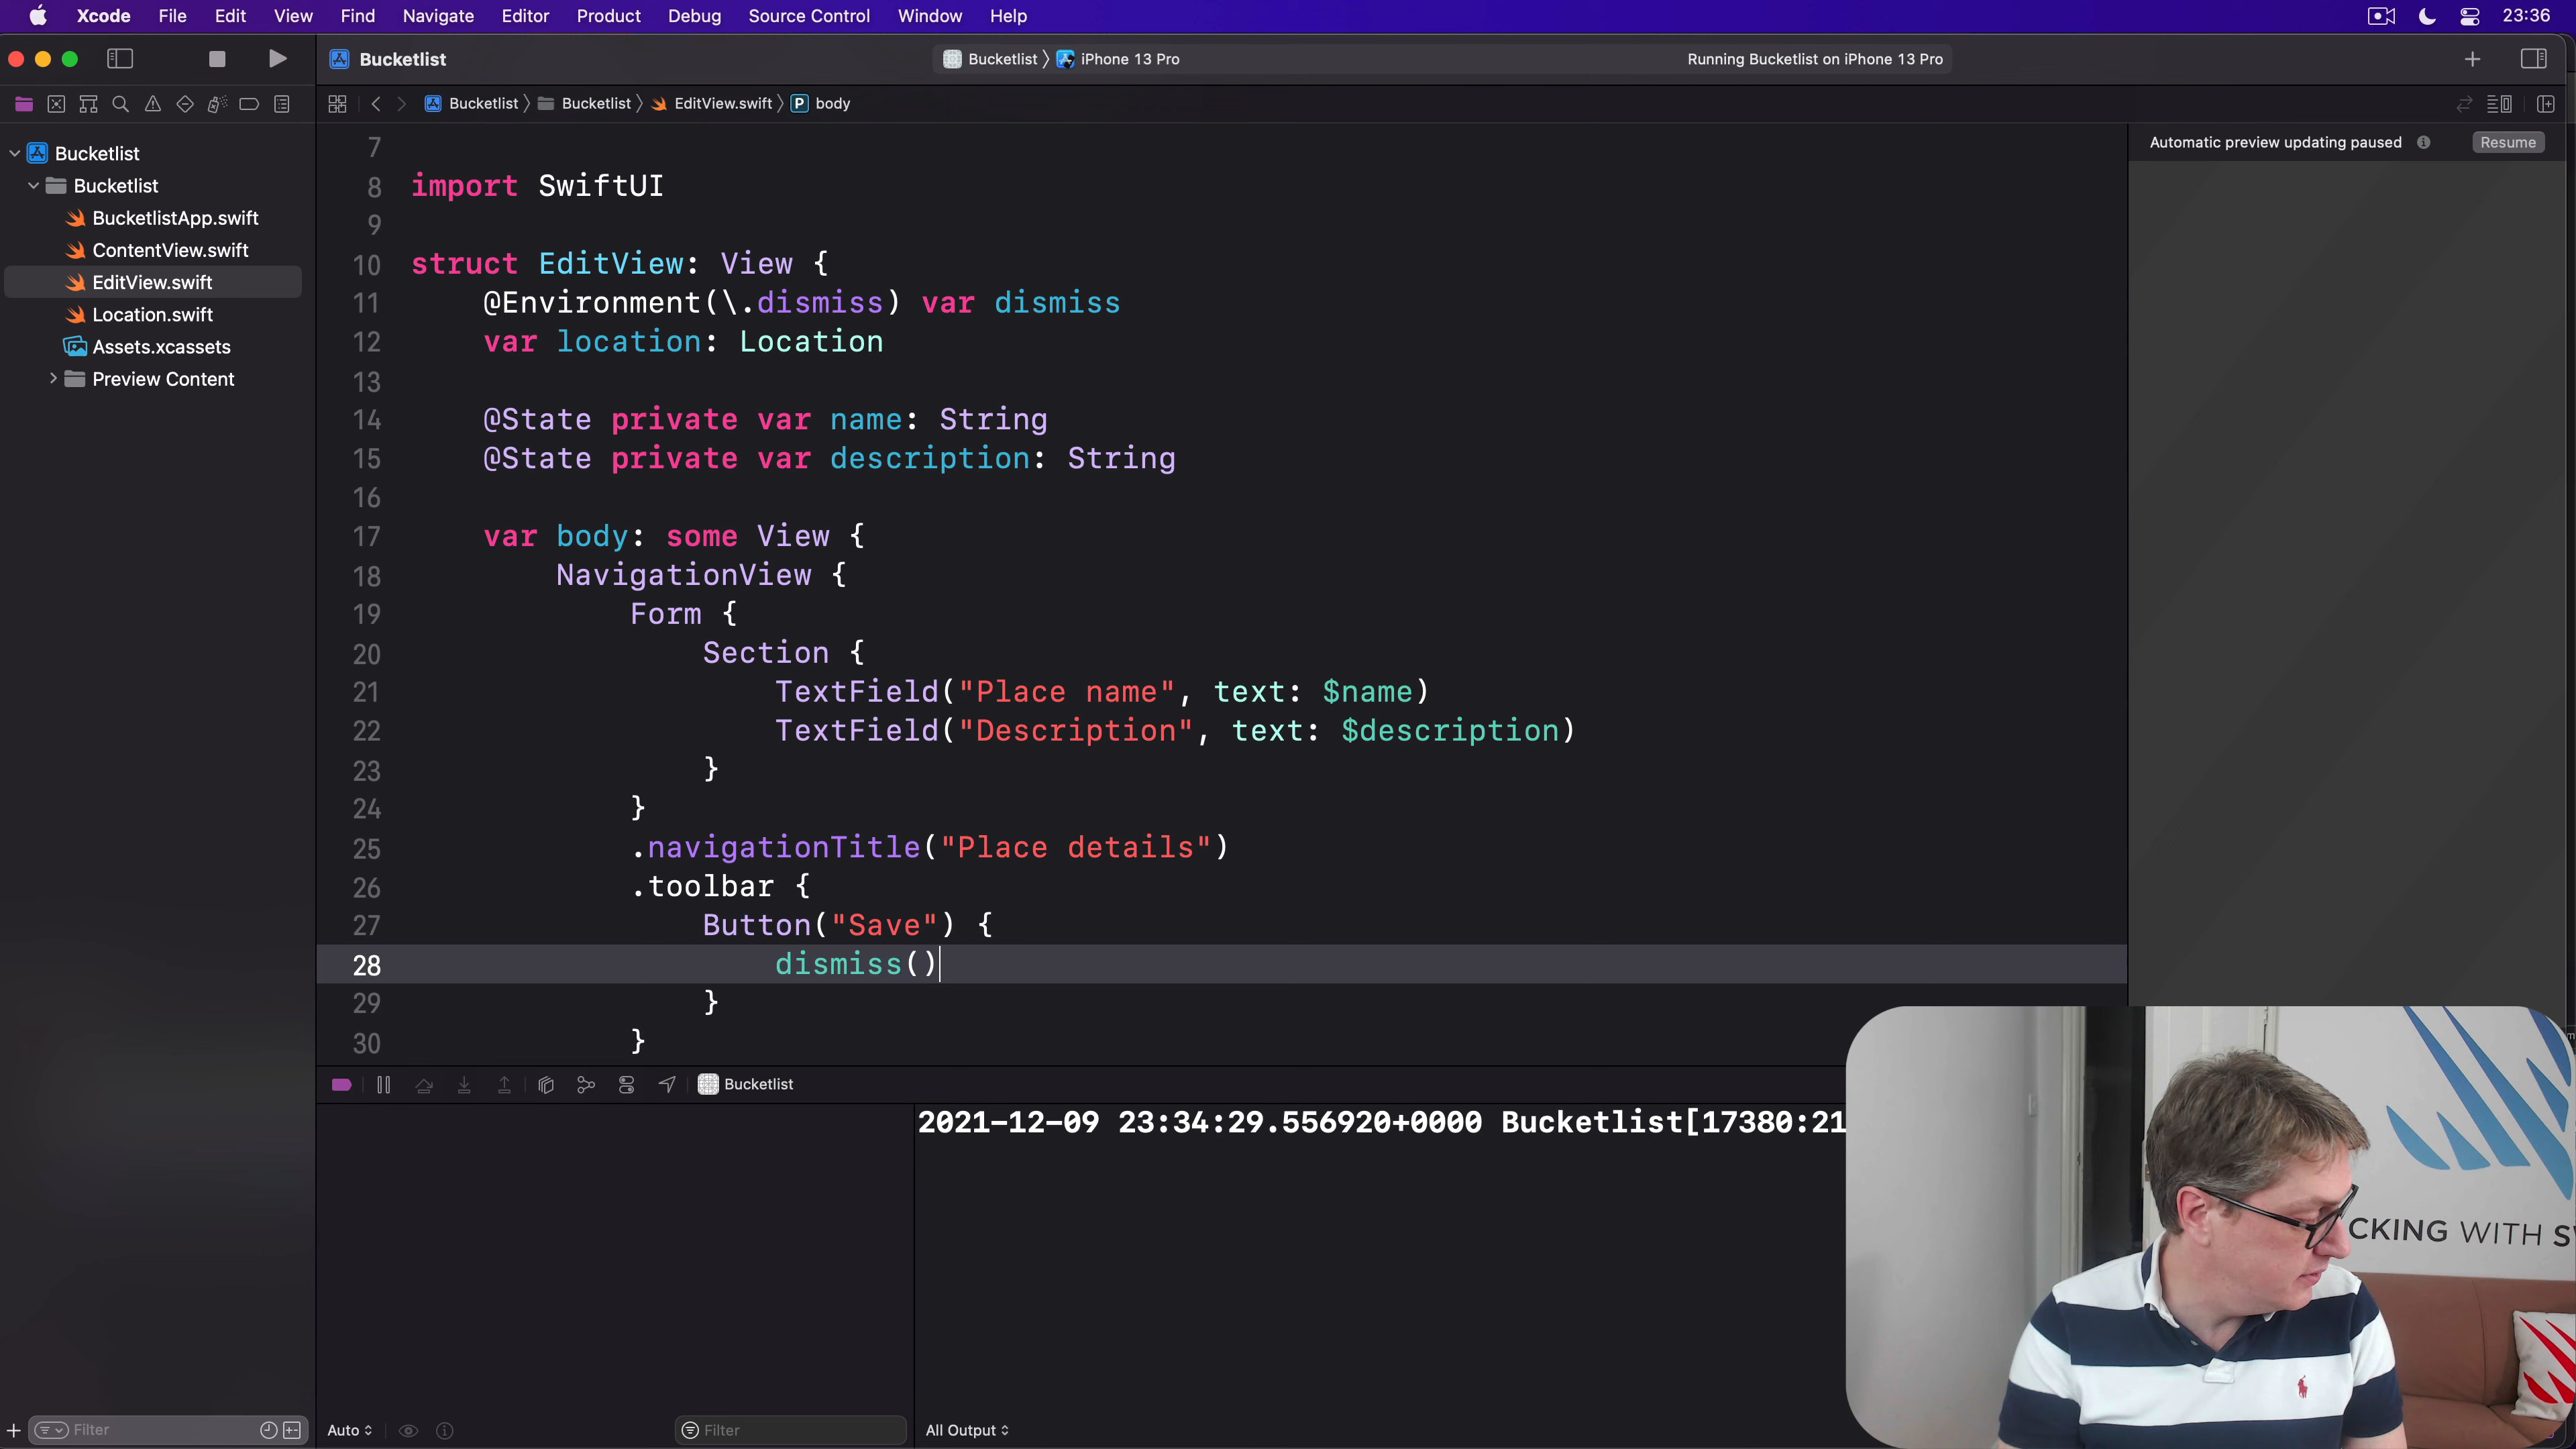 Xcode File Edit View Find Navigate Editor Product Debug Source Control Window Help 23:36
Bucketlist Bucketlist 〉 iPhone 13 Pro Running Bucketlist on iPhone 13 Pro
Bucketlist 〉 Bucketlist 〉 EditView.swift 〉 P body
Automatic preview updating paused Resume
Bucketlist
Bucketlist
BucketlistApp.swift
ContentView.swift
EditView.swift
Location.swift
Assets.xcassets
Preview Content
7
8 import SwiftUI
9
10 struct EditView: View {
11 @Environment(\.dismiss) var dismiss
12 var location: Location
13
14 @State private var name: String
15 @State private var description: String
16
17 var body: some View {
18 NavigationView {
19 Form {
20 Section {
21 TextField("Place name", text: $name)
22 TextField("Description", text: $description)
23 }
24 }
25 .navigationTitle("Place details")
26 .toolbar {
27 Button("Save") {
28 dismiss()
29 }
30 }
Bucketlist
2021-12-09 23:34:29.556920+0000 Bucketlist[17380:21
CKING WITH S
Filter Auto Filter All Output